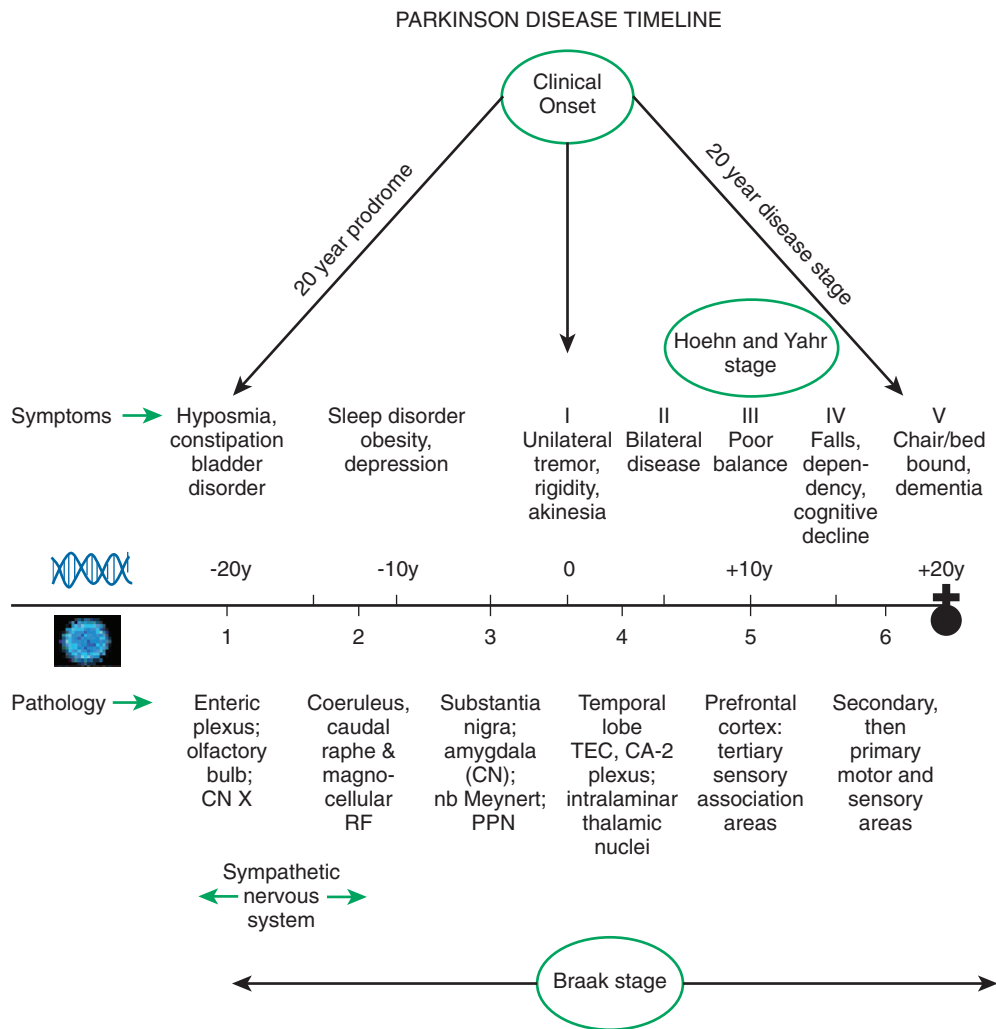 PARKINSON DISEASE TIMELINE
Clinical
Onset
20 year prodrome
20 year disease stage
Hoehn and Yahr
stage
Symptoms
Hyposmia,
constipation
bladder
disorder
Sleep disorder
obesity,
depression
I
Unilateral
tremor,
rigidity,
akinesia
II
Bilateral
disease
III
Poor
balance
IV
Falls,
depen-
dency,
cognitive
decline
V
Chair/bed
bound,
dementia
-20y
-10y
0
+10y
+20y
1
2
3
4
5
6
Pathology
Enteric
plexus;
olfactory
bulb;
CN X
Coeruleus,
caudal
raphe &
magno-
cellular
RF
Substantia
nigra;
amygdala
(CN);
nb Meynert;
PPN
Temporal
lobe
TEC, CA-2
plexus;
intralaminar
thalamic
nuclei
Prefrontal
cortex:
tertiary
sensory
association
areas
Secondary,
then
primary
motor and
sensory
areas
Sympathetic
nervous
system
Braak stage